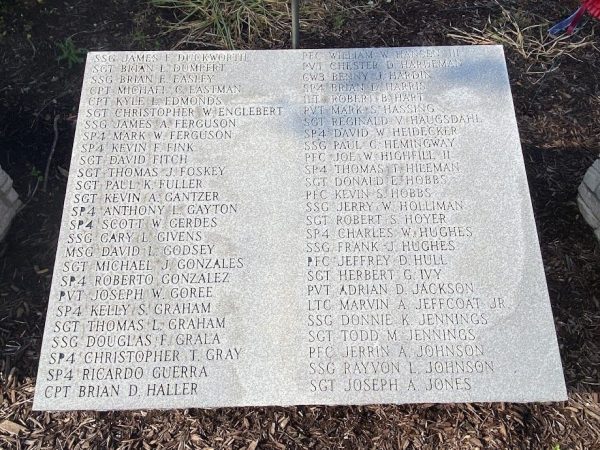 SSG JAMES F. DUCKWORTH
SGT BRIAN L. DUMFERT
SSG BRIAN E. EASLEY
CPT MICHAEL C. EASTMAN
CPT KYLE L. EDMONDS
SGT CHRISTOPHER W. ENGLEBERT
SSG JAMES A. FERGUSON
SP4 MARK W. FERGUSON
SP4 KEVIN F. FINK
SGT DAVID FITCH
SGT THOMAS J. FOSKEY
SGT PAUL K. FULLER
SGT KEVIN A. GANTZER
SP4 ANTHONY L. GAYTON
SP4 SCOTT W. GERDES
SSG GARY L. GIVENS
MSG DAVID L. GODSEY
SGT MICHAEL J. GONZALES
SP4 ROBERTO GONZALEZ
PVT JOSEPH W. GOREE
SP4 KELLY S. GRAHAM
SGT THOMAS L. GRAHAM
SSG DOUGLAS F. GRALA
SP4 CHRISTOPHER T. GRAY
SP4 RICARDO GUERRA
CPT BRIAN D. HALLER
PFC WILLIAM W.
PVT CHESTER D. HARDEMAN
CW3 BENNY J. HARDIN
SP4 BRIAN L. HARRIS
ROBERT B. HART
PVT MARK S. HASSING
SGT REGINALD V. HAUGSDAHL
SP4 DAVID W. HEIDECKER
SSG PAUL G. HEMINGWAY
PFC JOE W. HIGHFILL II
SP4 THOMAS T. HILEMAN
SGT DONALD E. HOBBS
PFC KEVIN S. HOBBS
SSG JERRY W. HOLLIMAN
SGT ROBERT S. HOYER
SP4 CHARLES W. HUGHES
SSG FRANK J. HUGHES
PFC JEFFREY D. HULL
SGT HERBERT G. IVY
PVT ADRIAN D. JACKSON
LTC MARVIN A. JEFFCOAT JR.
SSG DONNIE K. JENNINGS
SGT TODD M. JENNINGS
PFC JERRIN A. JOHNSON
SSG RAYVON L. JOHNSON
SGT JOSEPH A. JONES